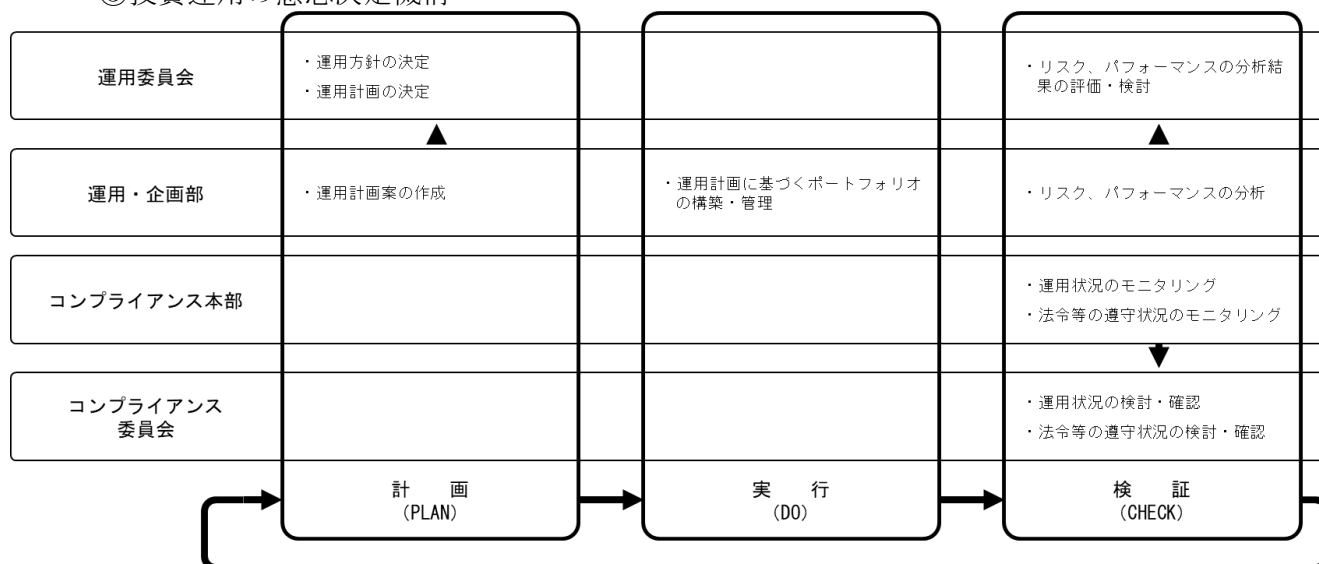 運用委員会
・運用方針の決定
・運用計画の決定
・リスク、パフォーマンスの分析結
果の評価・検討
運用・企画部
・運用計画案の作成
・運用計画に基づくポートフォリオ
の構築・管理
・リスク、パフォーマンスの分析
コンプライアンス本部
・運用状況のモニタリング
・法令等の遵守状況のモニタリング
コンプライアンス
委員会
・運用状況の検討・確認
・法令等の遵守状況の検討・確認
計 画
(PLAN)
実 行
(DO)
検 証
(CHECK)